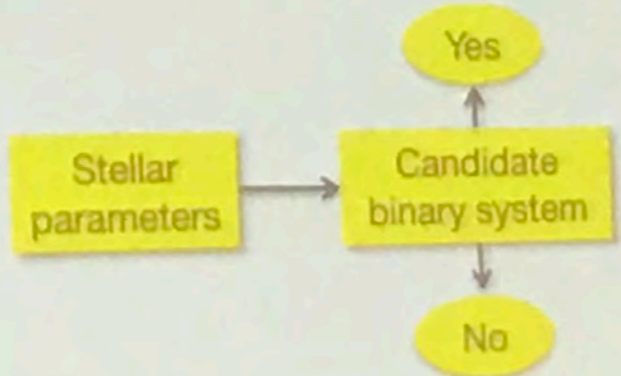 Yes
Stellar
parameters
Candidate
binary system
No